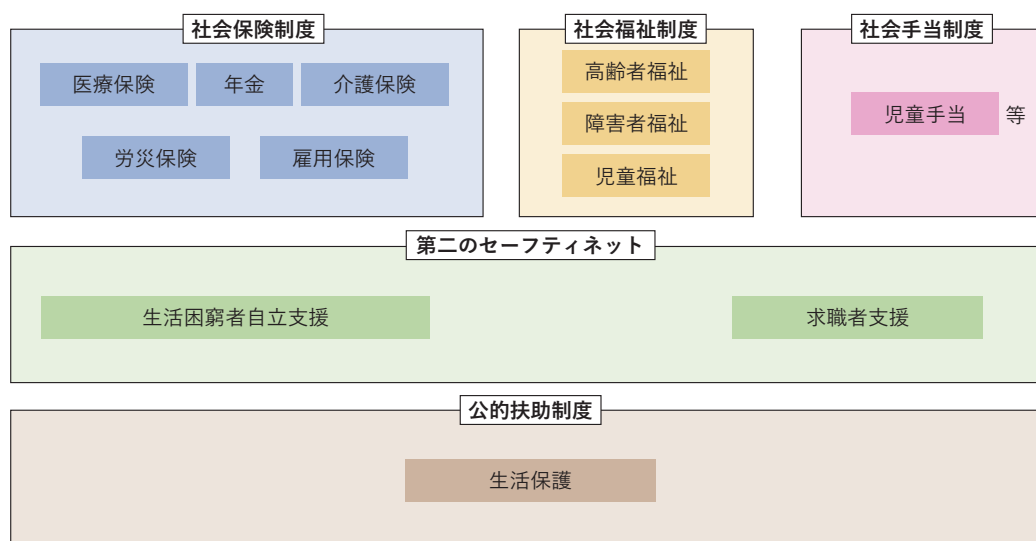 社会保険制度
医療保険
年金
介護保険
労災保険
雇用保険
社会福祉制度
高齢者福祉
障害者福祉
児童福祉
社会手当制度
児童手当 等
第二のセーフティネット
生活困窮者自立支援
求職者支援
公的扶助制度
生活保護